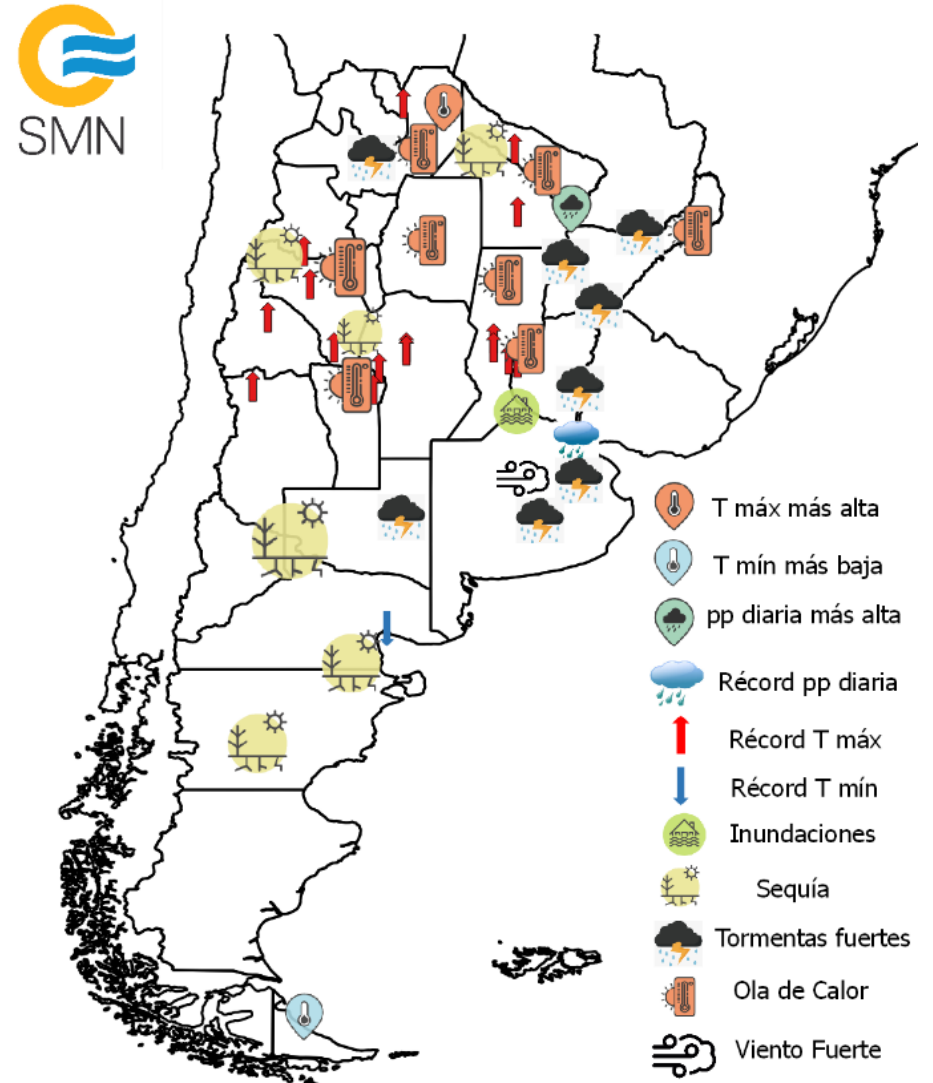 SMN
T máx más alta
T mín más baja
pp diaria más alta
Récord pp diaria
Récord T máx
Récord T mín
Inundaciones
Sequía
Tormentas fuertes
Ola de Calor
Viento Fuerte